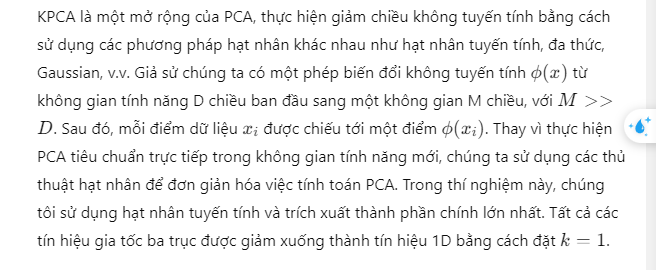 KPCA là một mở rộng của PCA, thực hiện giảm chiều không tuyến tính bằng cách
sử dụng các phương pháp hạt nhân khác nhau như hạt nhân tuyến tính, đa thức,
Gaussian, v.v. Giả sử chúng ta có một phép biến đổi không tuyến tính ϕ(x) từ
không gian tính năng D chiều ban đầu sang một không gian M chiều, với M >>
D. Sau đó, mỗi điểm dữ liệu xᵢ được chiếu tới một điểm ϕ(xᵢ). Thay vì thực hiện
PCA tiêu chuẩn trực tiếp trong không gian tính năng mới, chúng ta sử dụng các thủ
thuật hạt nhân để đơn giản hóa việc tính toán PCA. Trong thí nghiệm này, chúng
tôi sử dụng hạt nhân tuyến tính và trích xuất thành phần chính lớn nhất. Tất cả các
tín hiệu gia tốc ba trục được giảm xuống thành tín hiệu 1D bằng cách đặt k = 1.